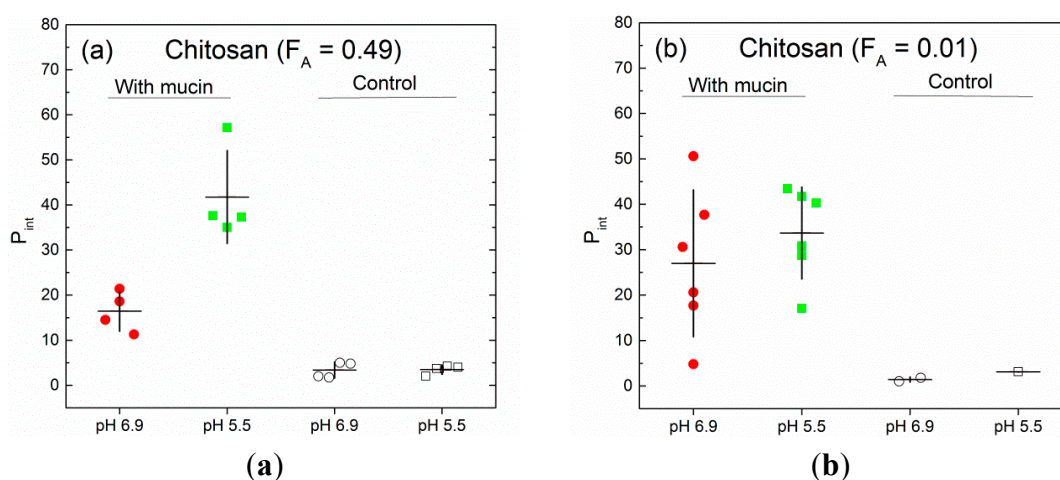 (a) Chitosan (F_A = 0.49)
With mucin Control
P_int
80
70
60
50
40
30
20
10
0
pH 6.9 pH 5.5 pH 6.9 pH 5.5
(a)
(b) Chitosan (F_A = 0.01)
With mucin Control
P_int
80
70
60
50
40
30
20
10
0
pH 6.9 pH 5.5 pH 6.9 pH 5.5
(b)